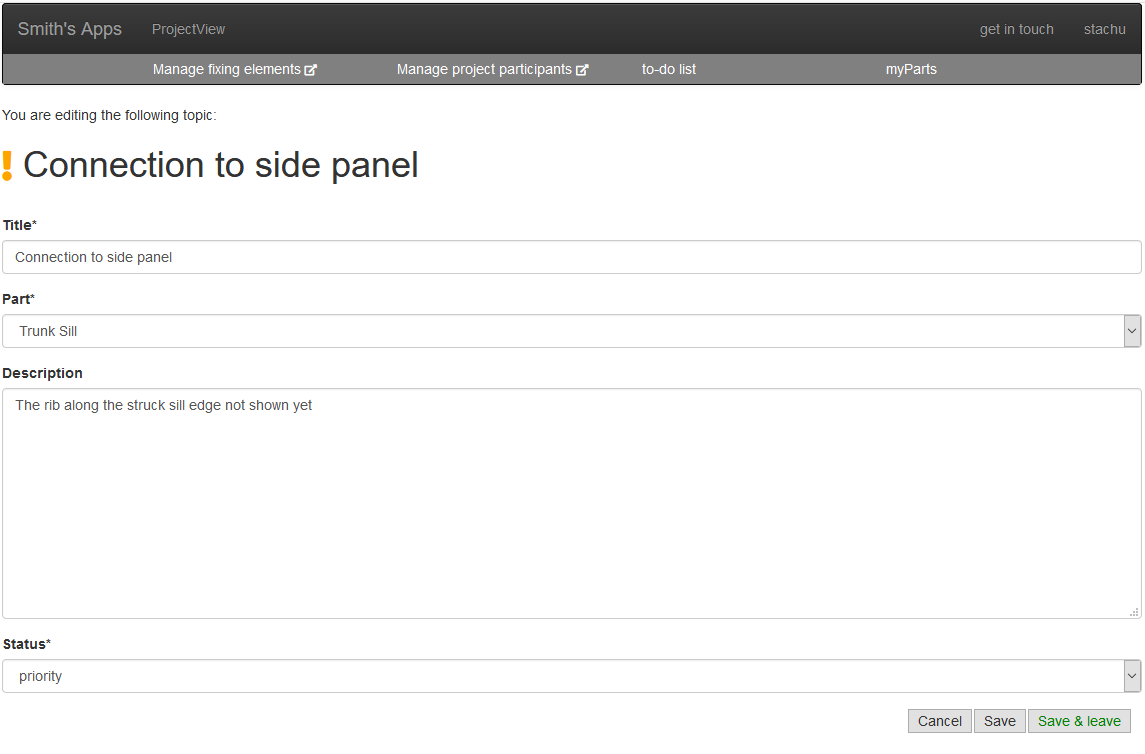 Smith's Apps ProjectView get in touch stachu
Manage fixing elements Manage project participants to-do list myParts
You are editing the following topic:
! Connection to side panel
Title*
Connection to side panel
Part*
Trunk Sill
Description
The rib along the struck sill edge not shown yet
Status*
priority
Cancel Save Save & leave